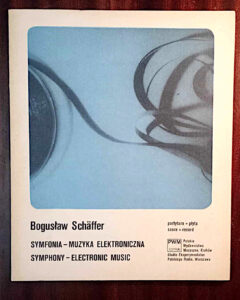 Bogusław Schäffer
partytura + płyta
score + record
SYMFONIA – MUZYKA ELEKTRONICZNA
SYMPHONY – ELECTRONIC MUSIC
PWM
Polskie
Wydawnictwo
Muzyczne, Kraków
Studio Eksperymentalne
Polskiego Radia, Warszawa